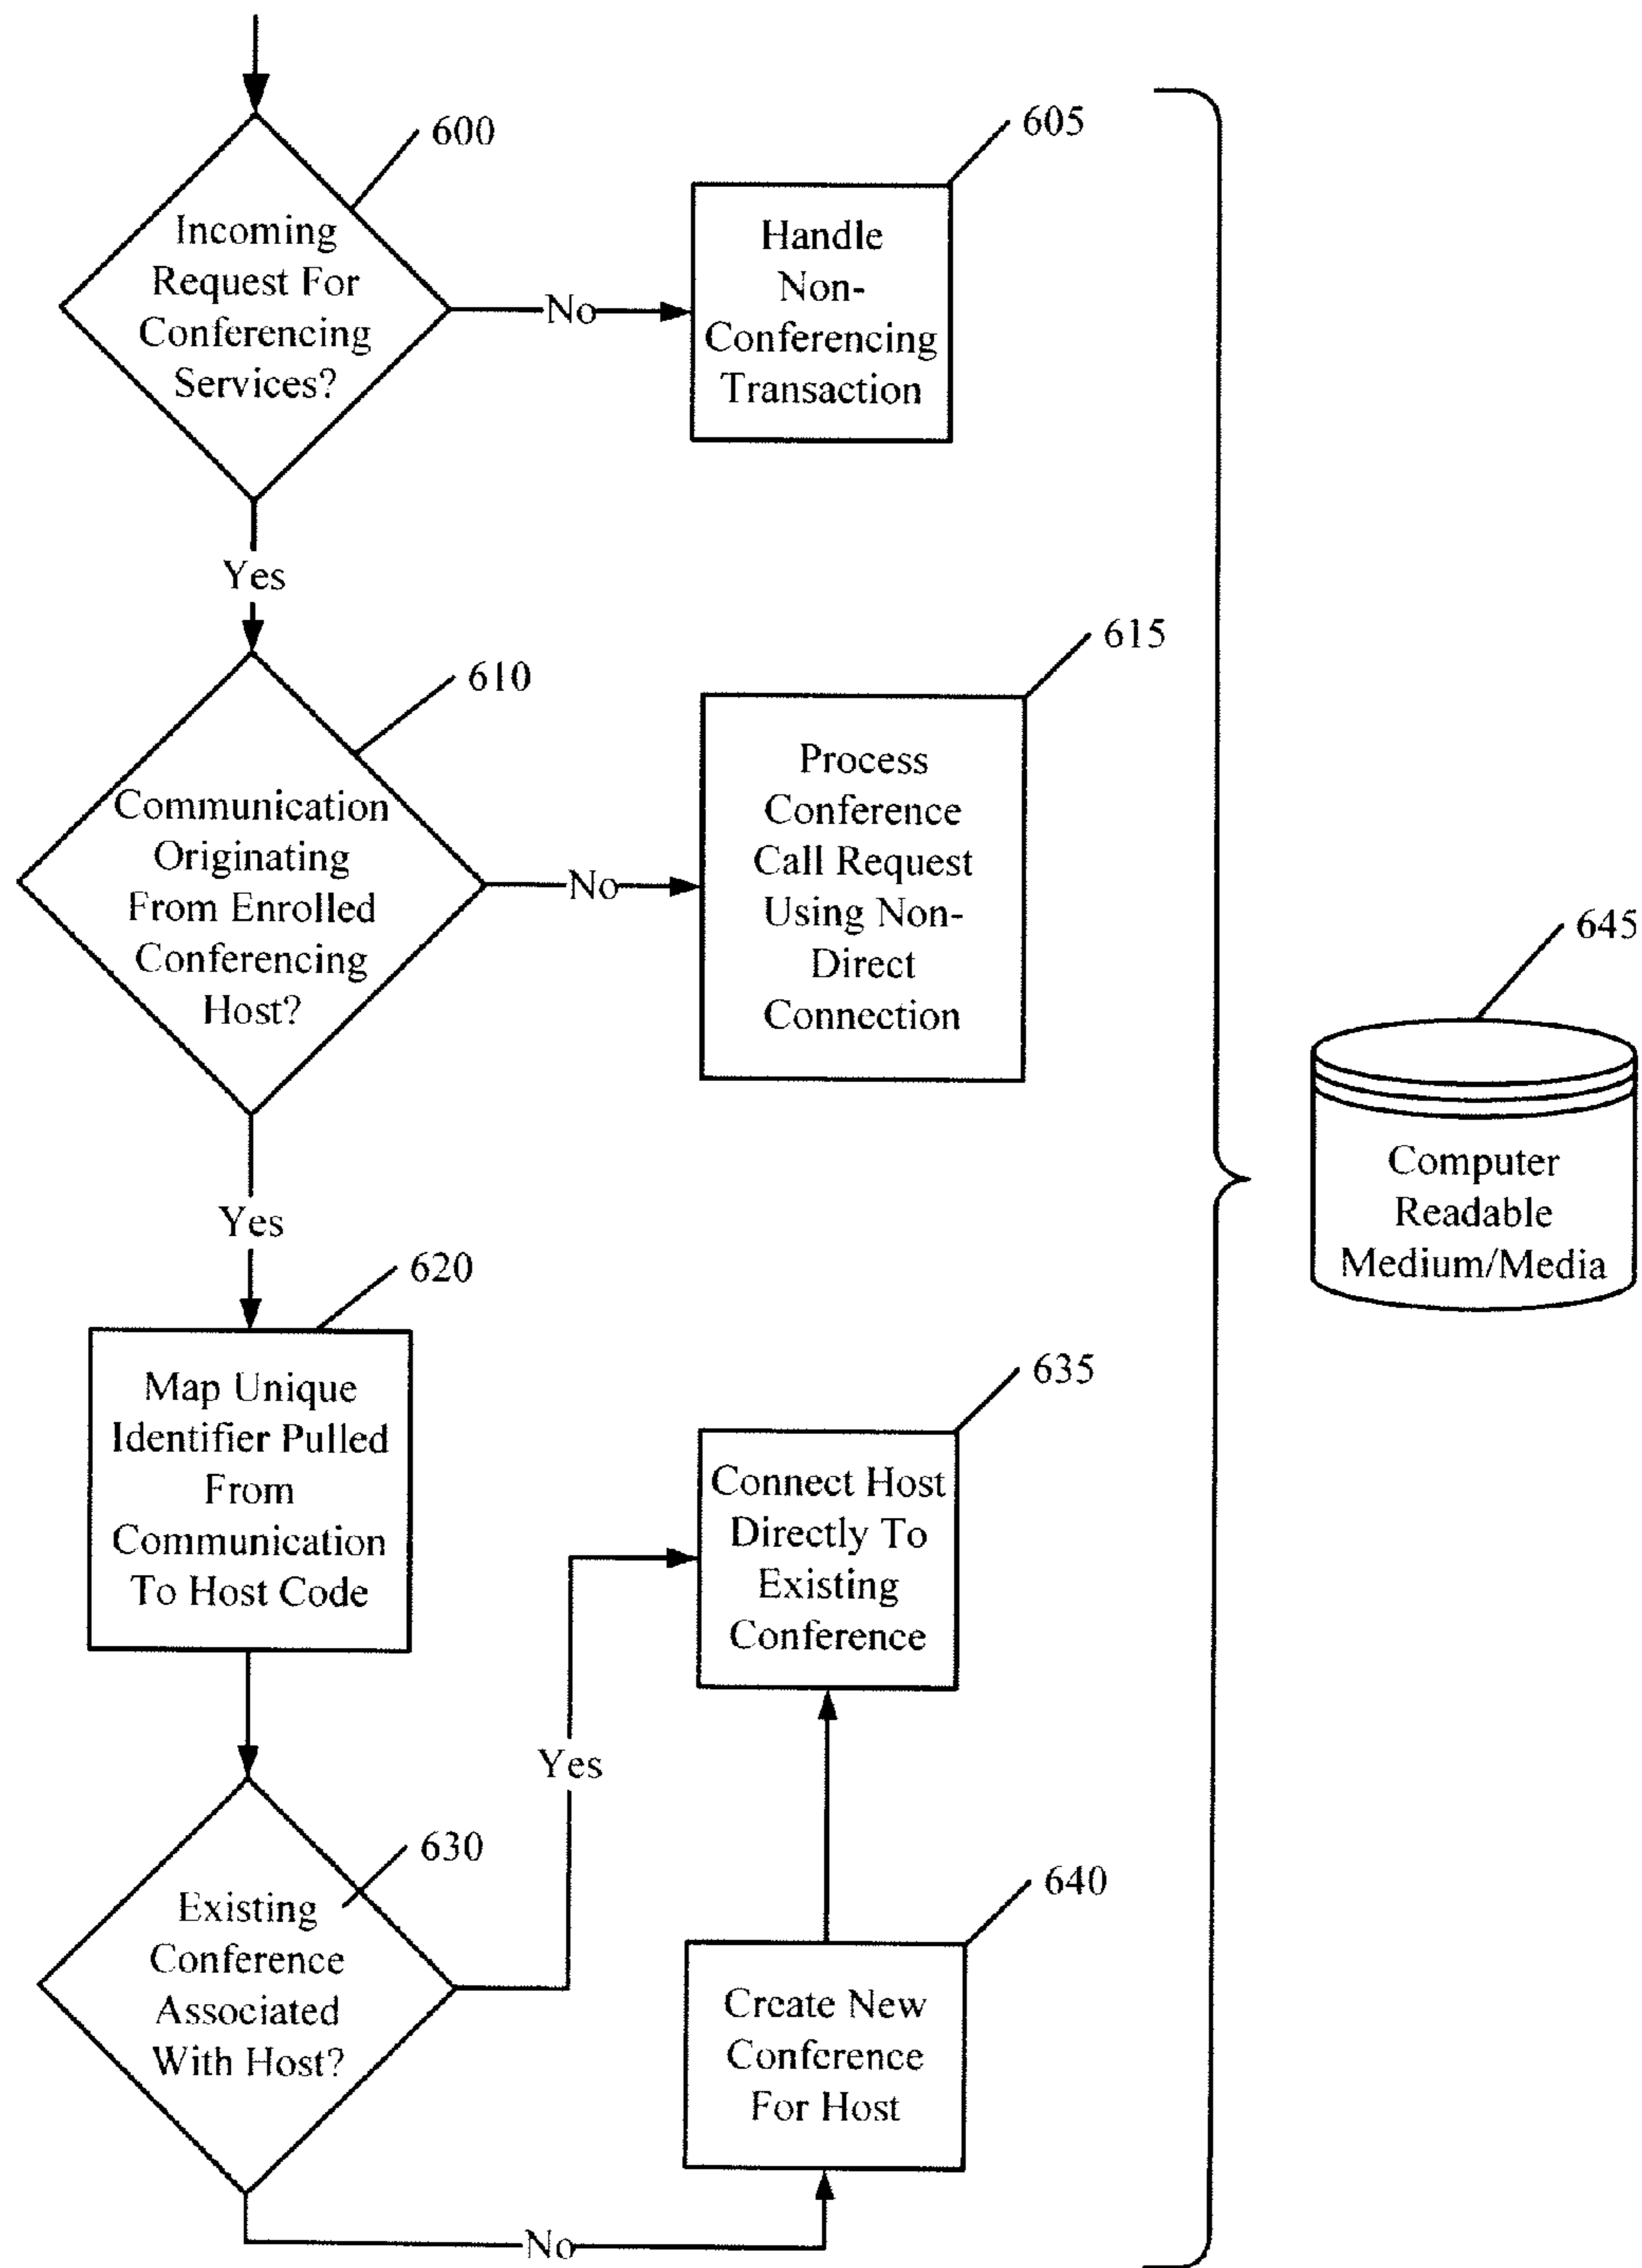 600
Incoming
Request For
Conferencing
Services?
No
605
Handle
Non-
Conferencing
Transaction
Yes
610
Communication
Originating
From Enrolled
Conferencing
Host?
No
615
Process
Conference
Call Request
Using Non-
Direct
Connection
645
Computer
Readable
Medium/Media
Yes
620
Map Unique
Identifier Pulled
From
Communication
To Host Code
635
Connect Host
Directly To
Existing
Conference
Yes
630
Existing
Conference
Associated
With Host?
640
Create New
Conference
For Host
No